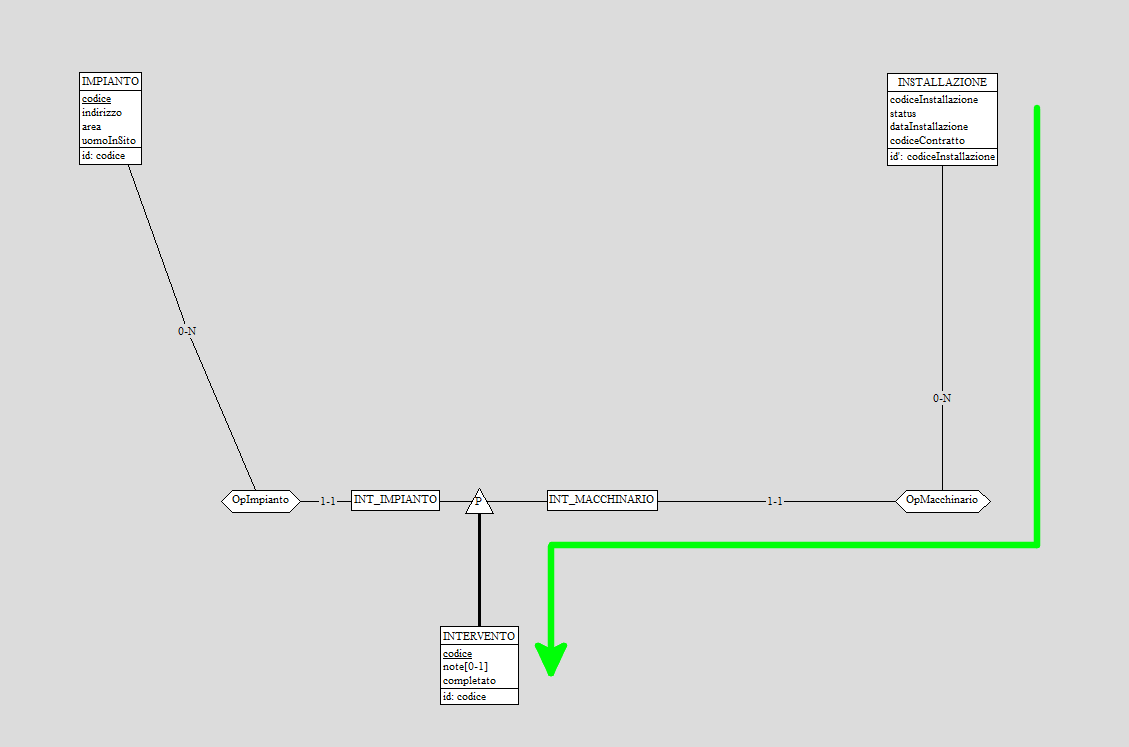 IMPIANTO
codice
indirizzo
area
uomoInSito
id: codice
INSTALLAZIONE
codiceInstallazione
status
dataInstallazione
codiceContratto
id': codiceInstallazione
0-N
0-N
OpImpianto
1-1
INT_IMPIANTO
P
INT_MACCHINARIO
1-1
OpMacchinario
INTERVENTO
codice
note[0-1]
completato
id: codice